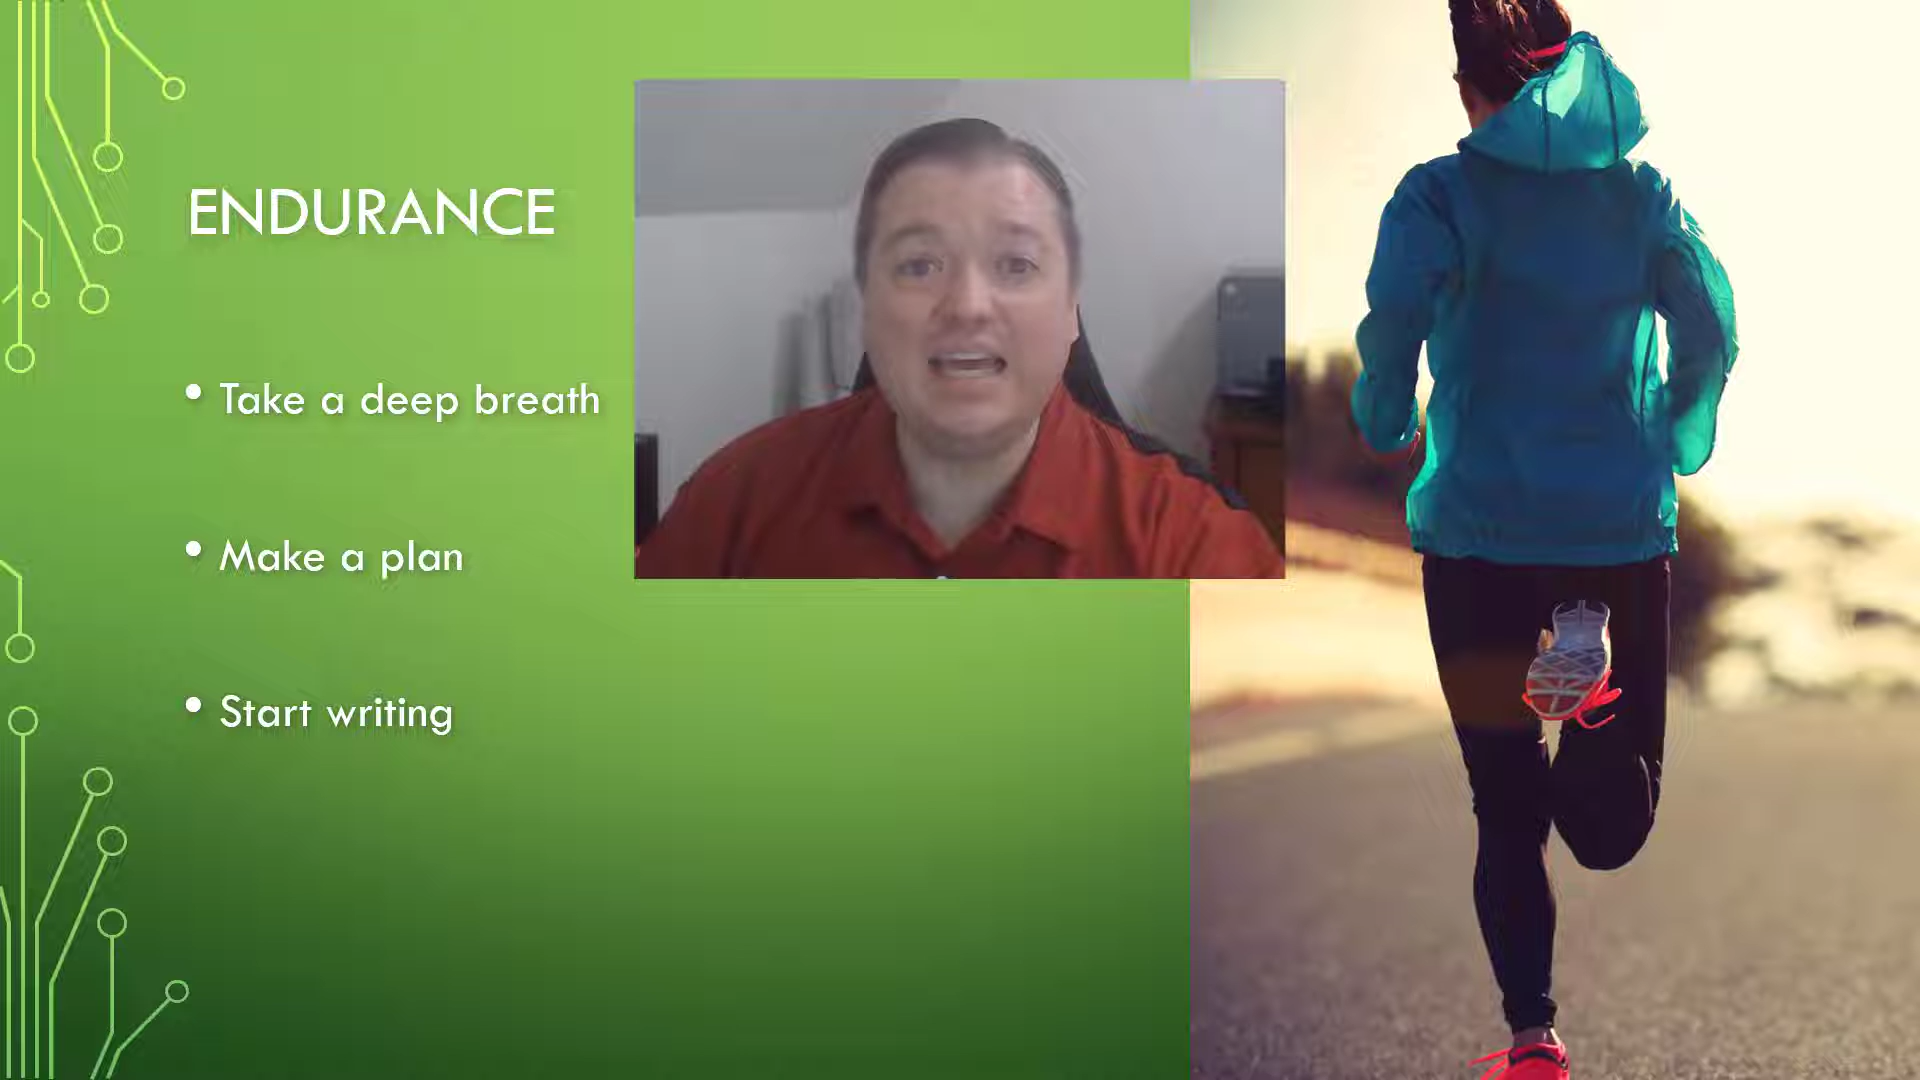 ENDURANCE
• Take a deep breath
• Make a plan
• Start writing